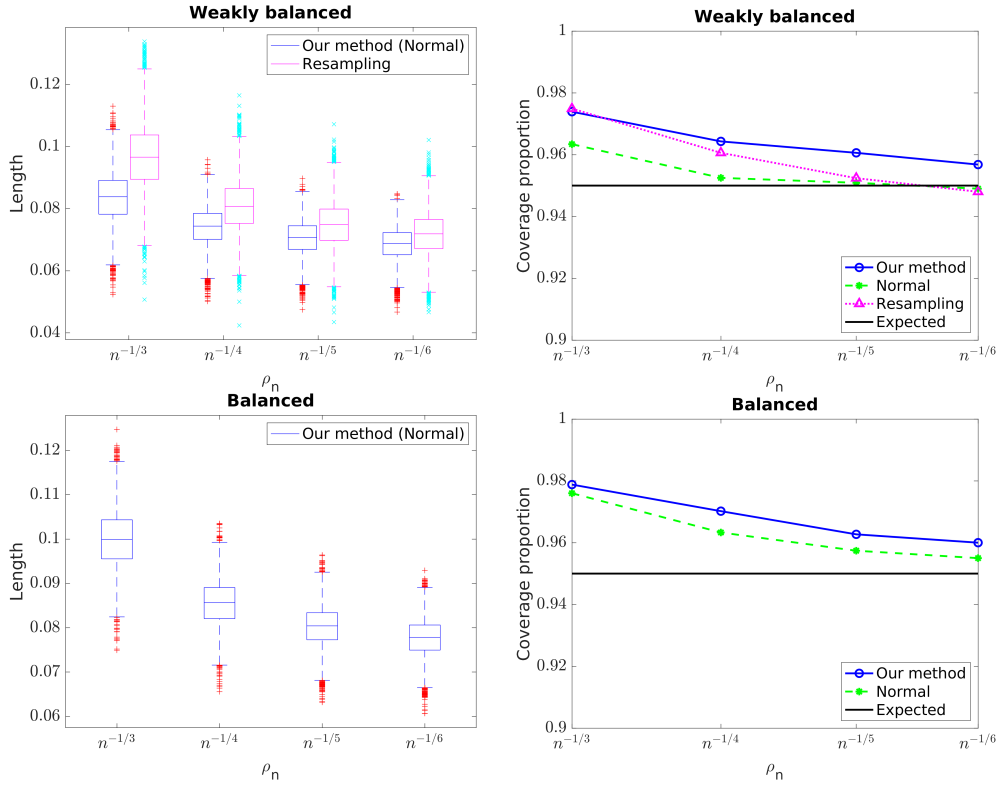 Weakly balanced
Our method (Normal)
Resampling
0.12
0.1
0.08
0.06
0.04
Length
n^{-1/3}
n^{-1/4}
n^{-1/5}
n^{-1/6}
ρ_n
Weakly balanced
1
0.98
0.96
0.94
0.92
0.9
Coverage proportion
Our method
Normal
Resampling
Expected
n^{-1/3}
n^{-1/4}
n^{-1/5}
n^{-1/6}
ρ_n
Balanced
Our method (Normal)
0.12
0.11
0.1
0.09
0.08
0.07
0.06
Length
n^{-1/3}
n^{-1/4}
n^{-1/5}
n^{-1/6}
ρ_n
Balanced
1
0.98
0.96
0.94
0.92
0.9
Coverage proportion
Our method
Normal
Expected
n^{-1/3}
n^{-1/4}
n^{-1/5}
n^{-1/6}
ρ_n